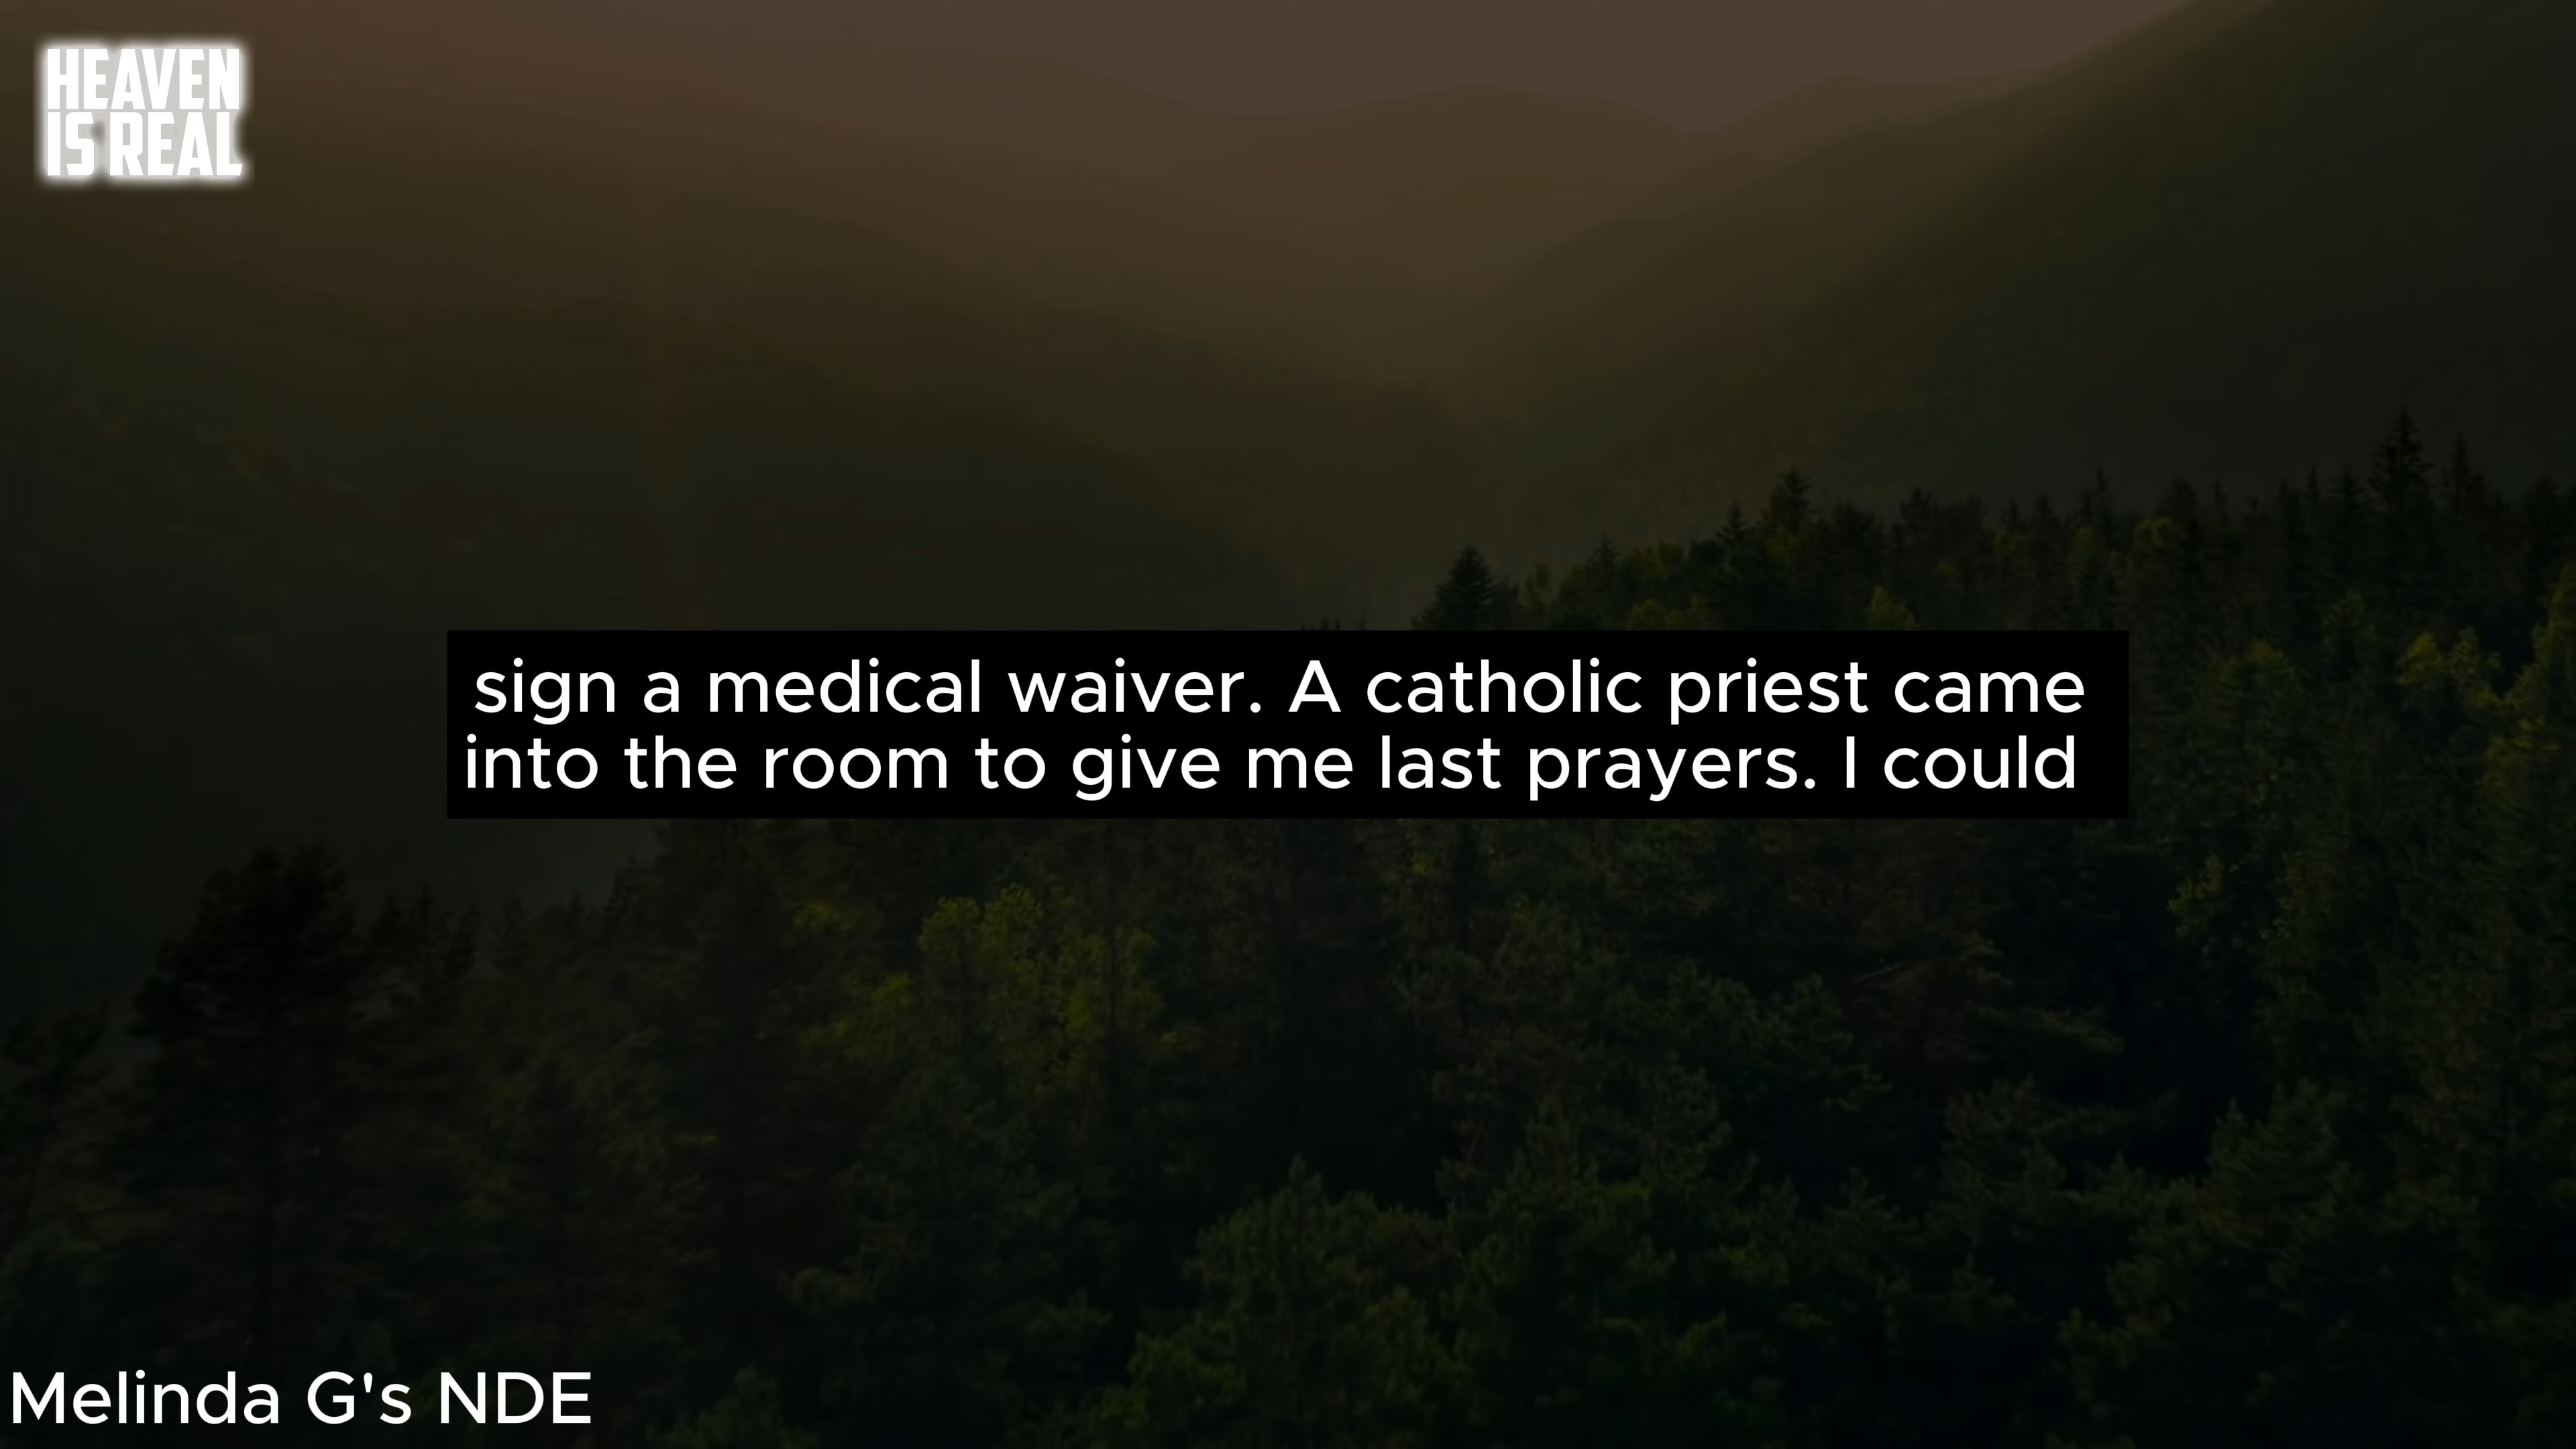 HEAVEN
IS REAL
sign a medical waiver. A catholic priest came
into the room to give me last prayers. I could
Melinda G's NDE